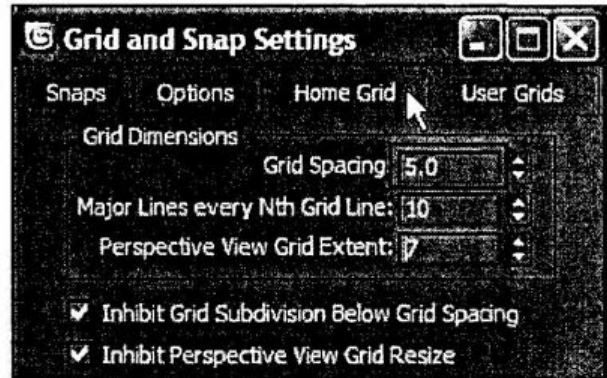 Grid and Snap Settings
Snaps Options Home Grid User Grids
Grid Dimensions
Grid Spacing: 5.0
Major Lines every Nth Grid Line: 10
Perspective View Grid Extent: 7
Inhibit Grid Subdivision Below Grid Spacing
Inhibit Perspective View Grid Resize